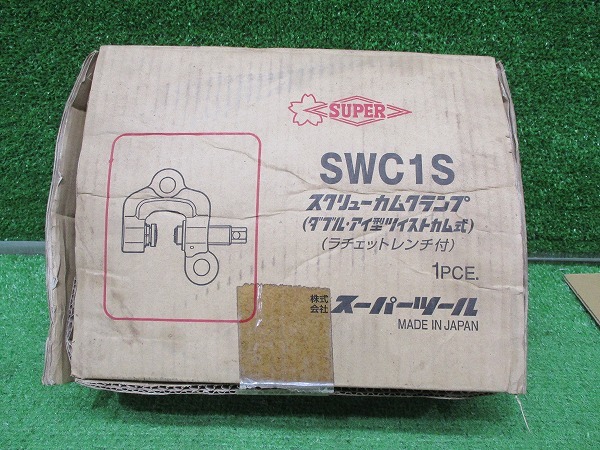 SUPER
SWC1S
スクリューカムクランプ
(ダブル・アイ型ツイストカム式)
(ラチェットレンチ付)
1PCE.
株式会社 スーパーツール
MADE IN JAPAN